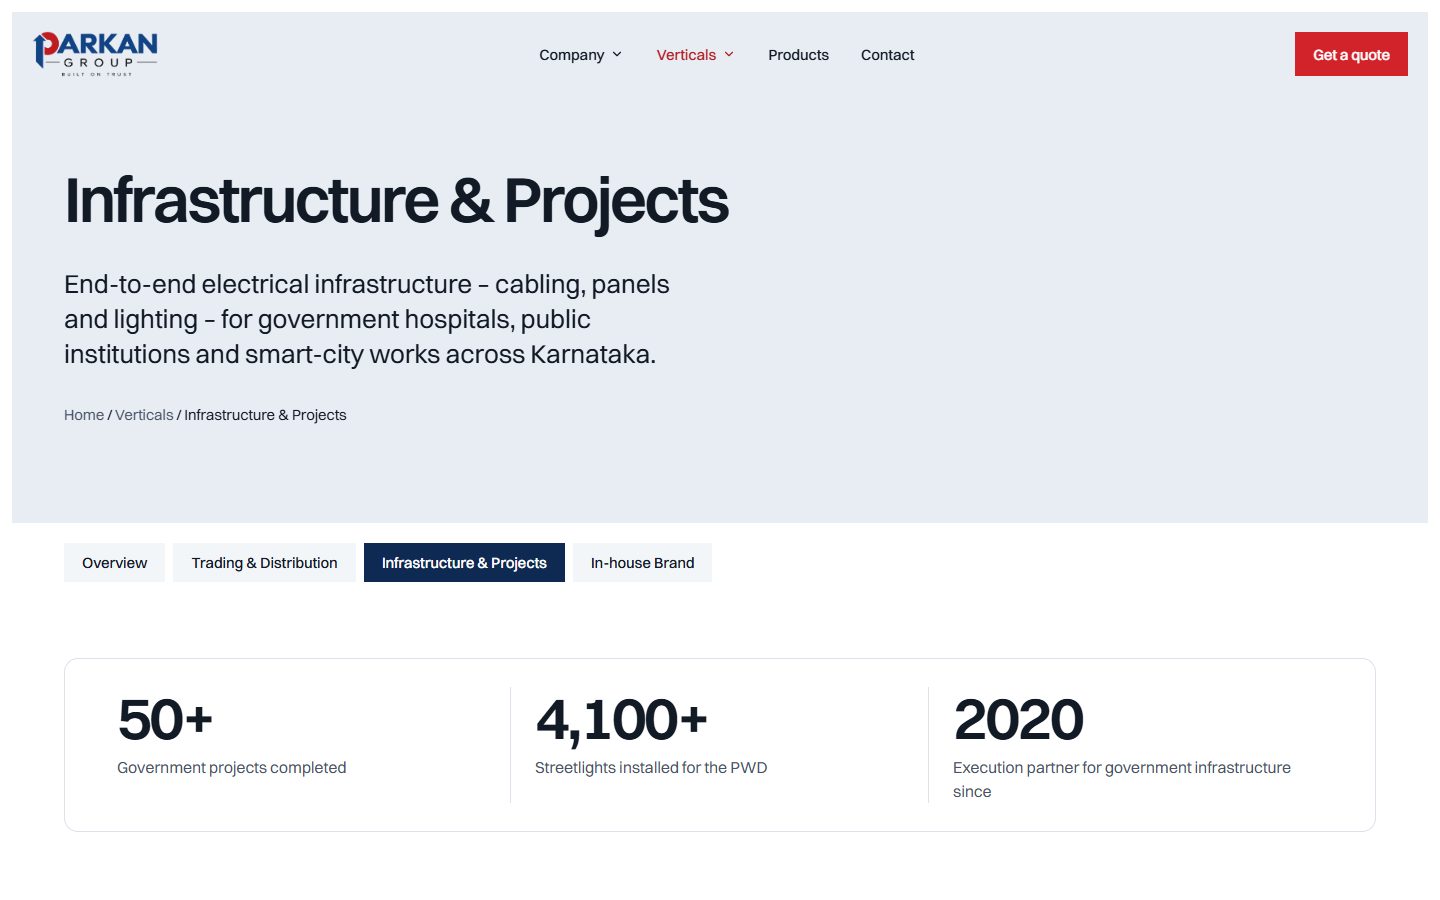 PARKAN
GROUP
BUILT ON TRUST
Company
Verticals
Products
Contact
Get a quote
Infrastructure & Projects
End-to-end electrical infrastructure – cabling, panels
and lighting – for government hospitals, public
institutions and smart-city works across Karnataka.
Home / Verticals / Infrastructure & Projects
Overview
Trading & Distribution
Infrastructure & Projects
In-house Brand
50+
Government projects completed
4,100+
Streetlights installed for the PWD
2020
Execution partner for government infrastructure
since